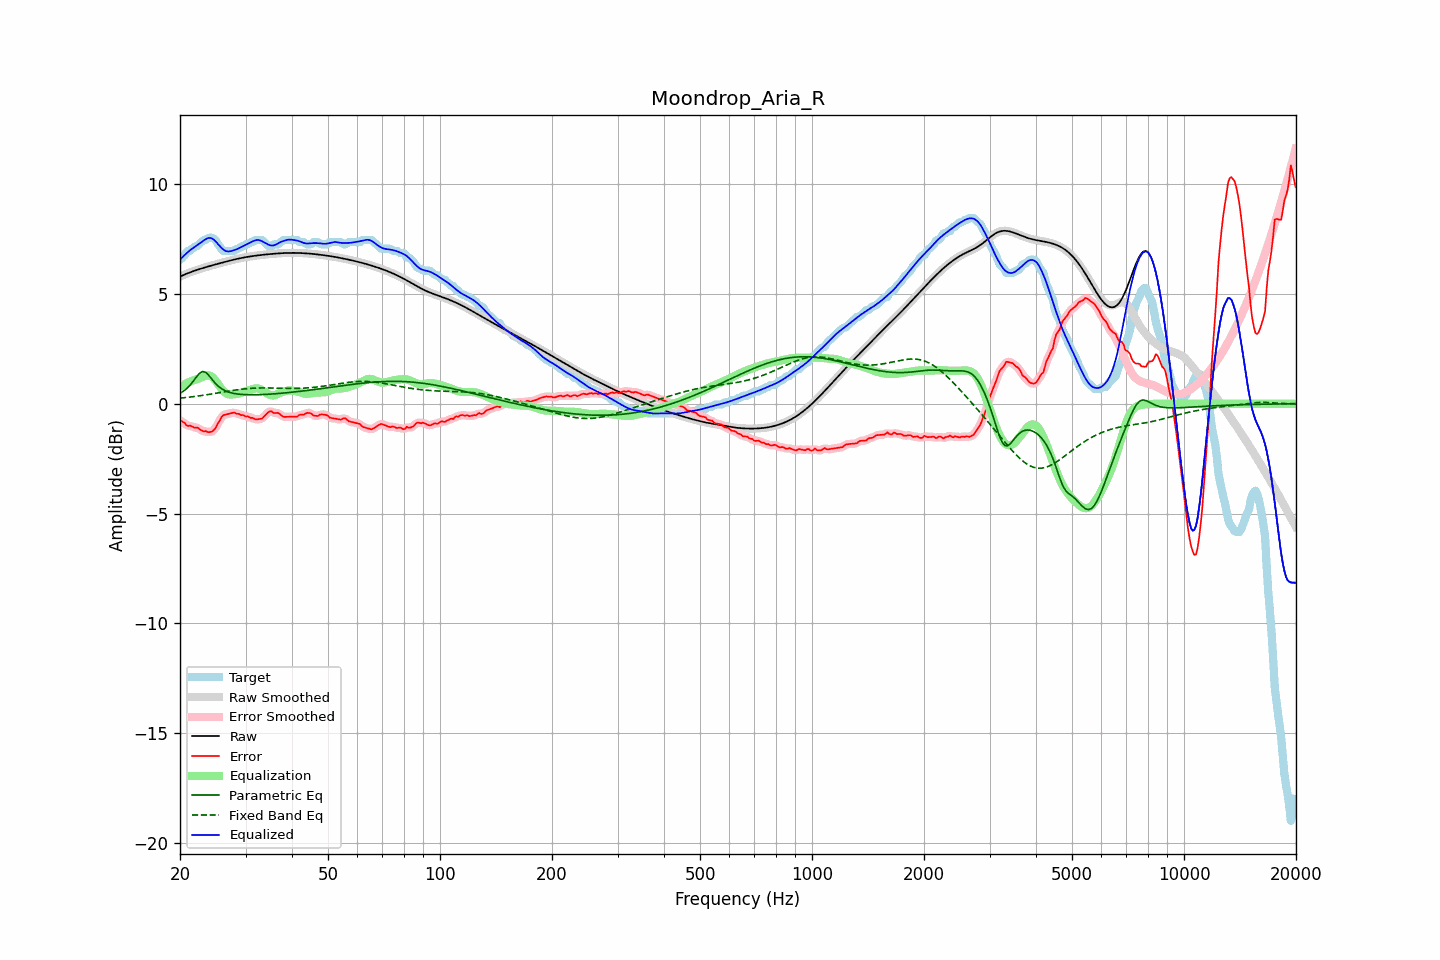 Moondrop_Aria_R
Amplitude (dBr)
10
5
0
−5
−10
−15
−20
Target
Raw Smoothed
Error Smoothed
Raw
Error
Equalization
Parametric Eq
Fixed Band Eq
Equalized
20 50 100 200 500 1000 2000 5000 10000 20000
Frequency (Hz)